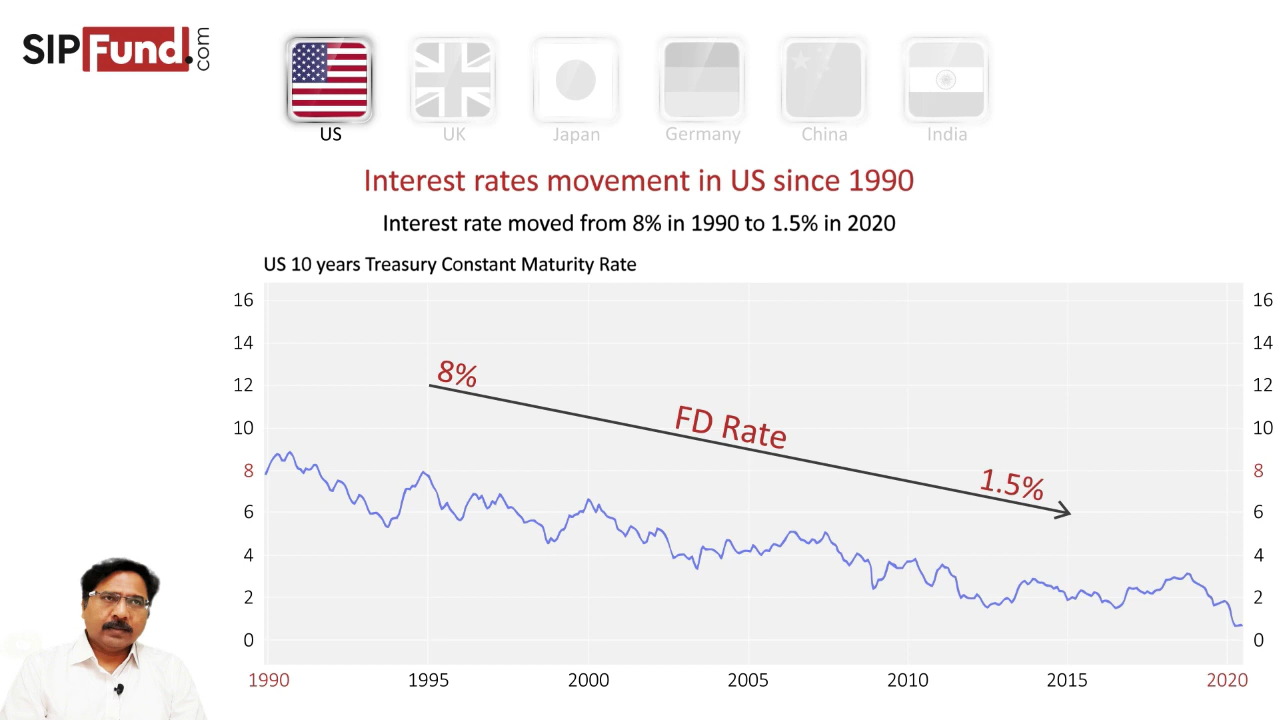 SIP Fund.com
US UK Japan Germany China India
Interest rates movement in US since 1990
Interest rate moved from 8% in 1990 to 1.5% in 2020
US 10 years Treasury Constant Maturity Rate
16 16
14 14
8%
12 12
FD Rate
10 10
8 8
1.5%
6 6
4 4
2 2
0 0
1990 1995 2000 2005 2010 2015 2020